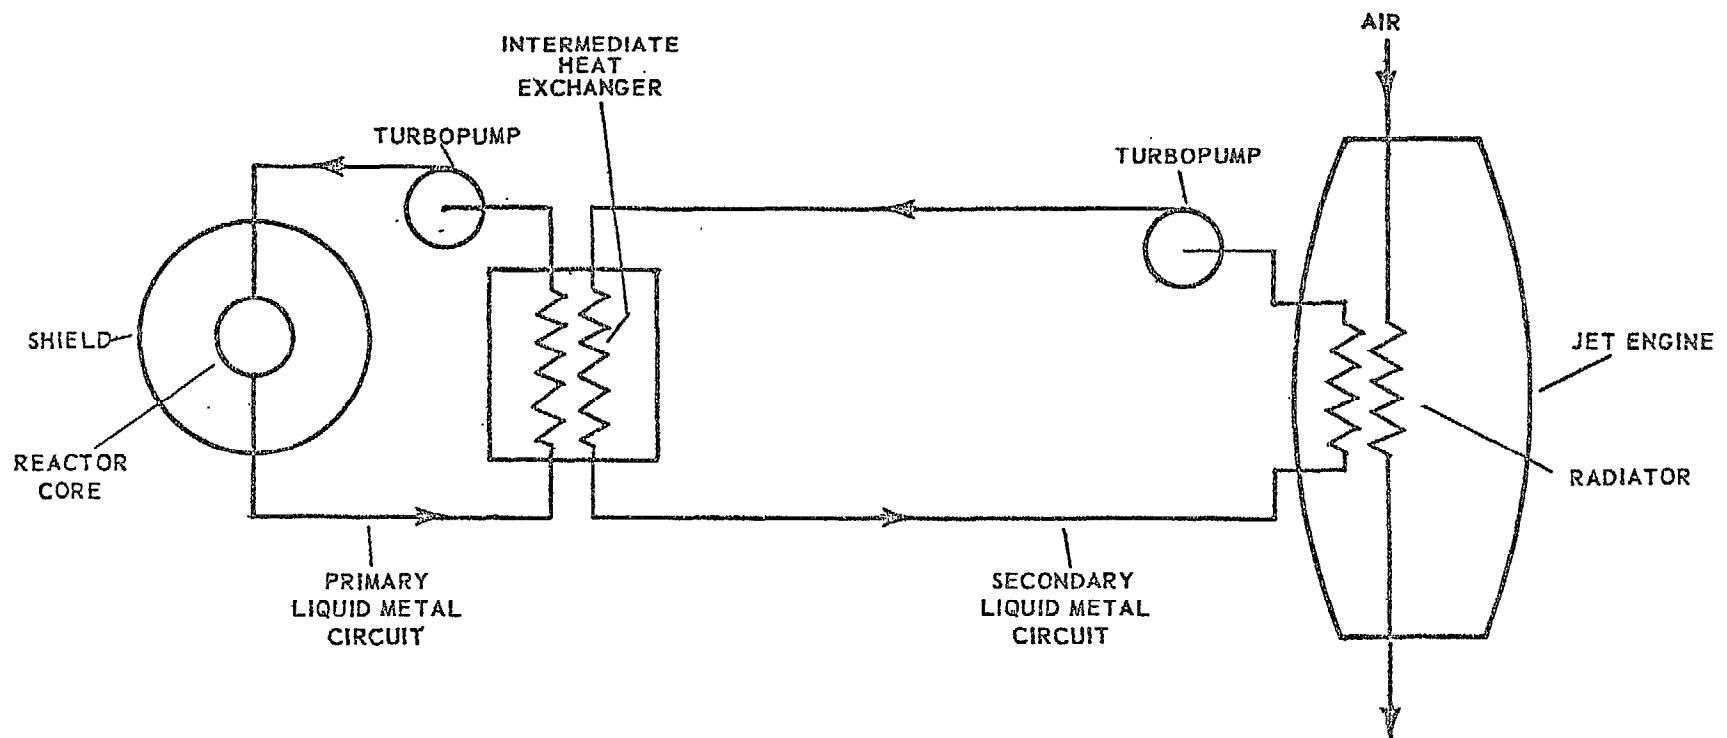 AIR
INTERMEDIATE
HEAT
EXCHANGER
TURBOPUMP
TURBOPUMP
SHIELD
JET ENGINE
REACTOR
CORE
RADIATOR
PRIMARY
LIQUID METAL
CIRCUIT
SECONDARY
LIQUID METAL
CIRCUIT